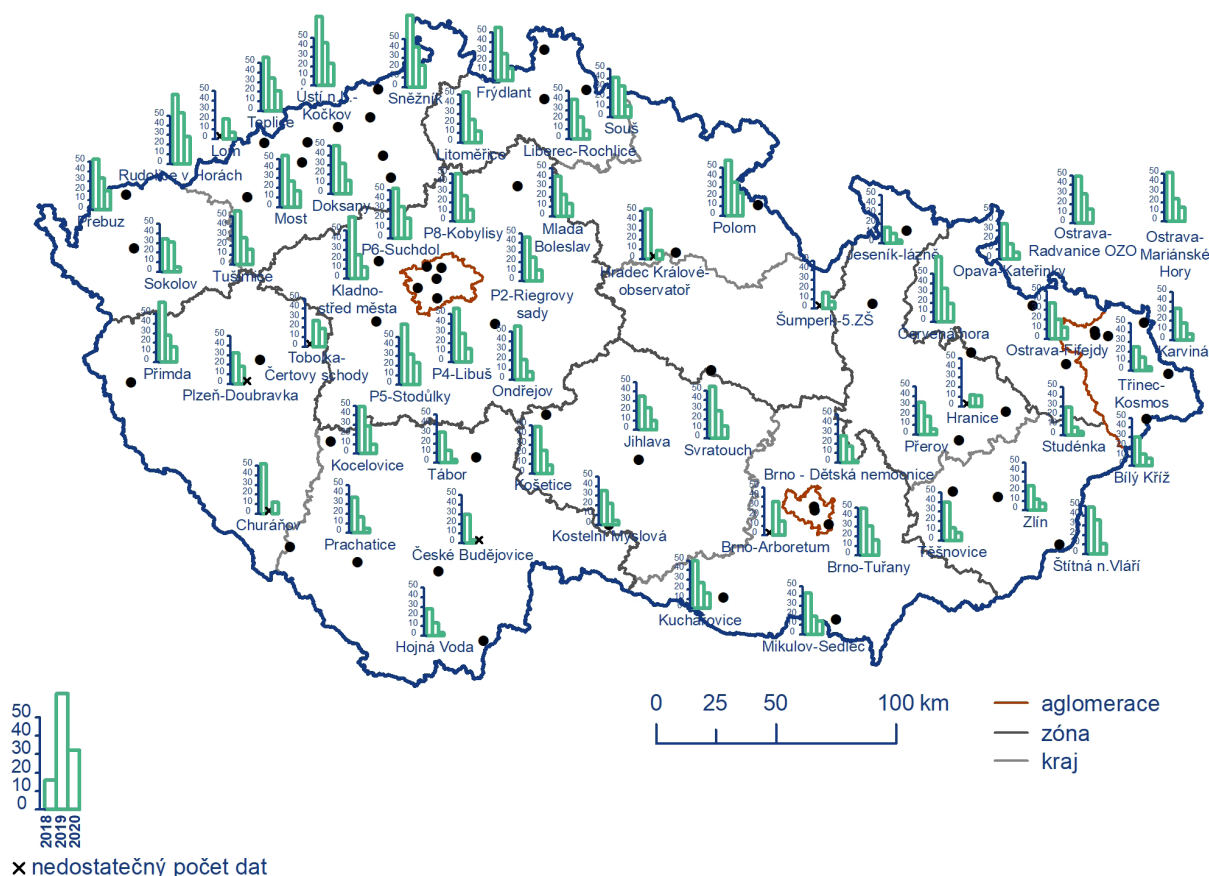 Sněžník
Frýdlant
Ústí n.L.-
Kočkov
Teplice
Souš
Lom
Litoměřice
Liberec-Rochlice
Rudolice v Horách
Přebuz
Most
Doksany
P8-Kobylisy
Mladá
Boleslav
Polom
Ostrava-
Radvanice OZO
Ostrava-
Mariánské
Hory
Jeseník-lázně
Opava-Kateřinky
P6-Suchdol
Tušimice
Sokolov
Kladno-
střed města
Hradec Králové-
observatoř
P2-Riegrovy
sady
Šumperk-5.ZŠ
Červenáhora
Ostrava-Fifejdy
Karviná
Tobolka-
Čertovy schody
Přimda
Plzeň-Doubravka
P4-Libuš
P5-Stodůlky
Ondřejov
Třinec-
Kosmos
Hranice
Jihlava
Svratouch
Přerov
Studénka
Kocelovice
Tábor
Košetice
Brno - Dětská nemocnice
Bílý Kříž
Churáňov
Prachatice
České Budějovice
Kostelní Myslová
Brno-Arboretum
Brno-Tuřany
Těšnovice
Zlín
Štítná n.Vláří
Kuchařovice
Mikulov-Sedlec
Hojná Voda
0 25 50 100 km
aglomerace
zóna
kraj
50
40
30
20
10
0
2018
2019
2020
× nedostatečný počet dat